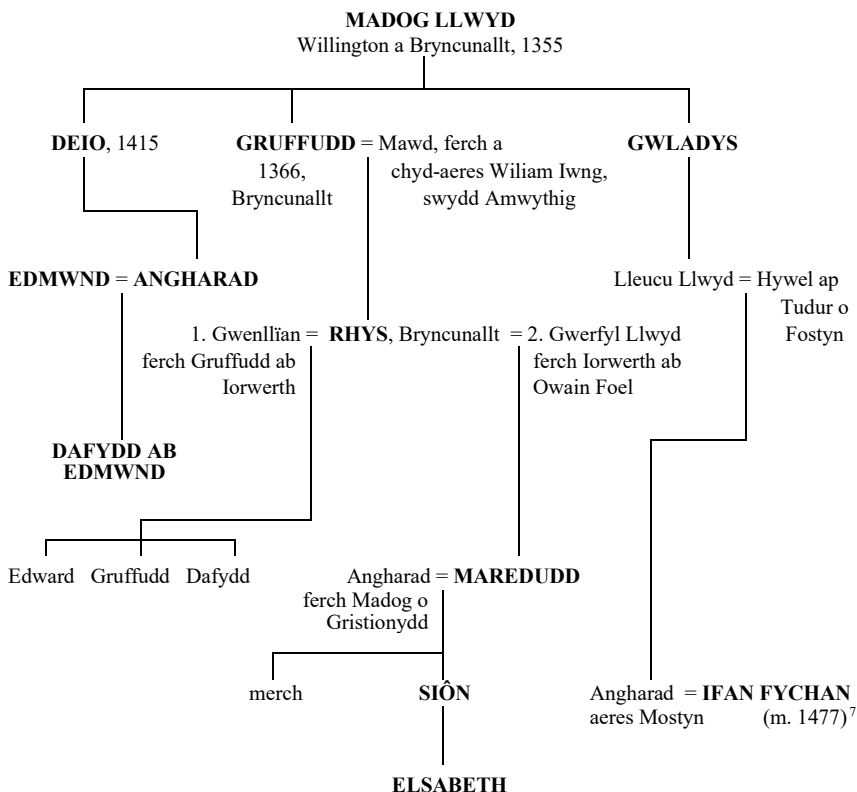 MADOG LLWYD
Willington a Bryncunallt, 1355
DEIO, 1415
GRUFFUDD = Mawd, ferch a
1366,
Bryncunallt
chyd-aeres Wiliam Iwng,
swydd Amwythig
GWLADYS
EDMWND = ANGHARAD
Lleucu Llwyd = Hywel ap
Tudur o
Fostyn
1. Gwenllïan = RHYS, Bryncunallt = 2. Gwerfyl Llwyd
ferch Gruffudd ab
Iorwerth
ferch Iorwerth ab
Owain Foel
DAFYDD AB
EDMWND
Edward Gruffudd Dafydd
Angharad = MAREDUDD
ferch Madog o
Gristionydd
merch
SIÔN
Angharad = IFAN FYCHAN
aeres Mostyn (m. 1477)7
ELSABETH